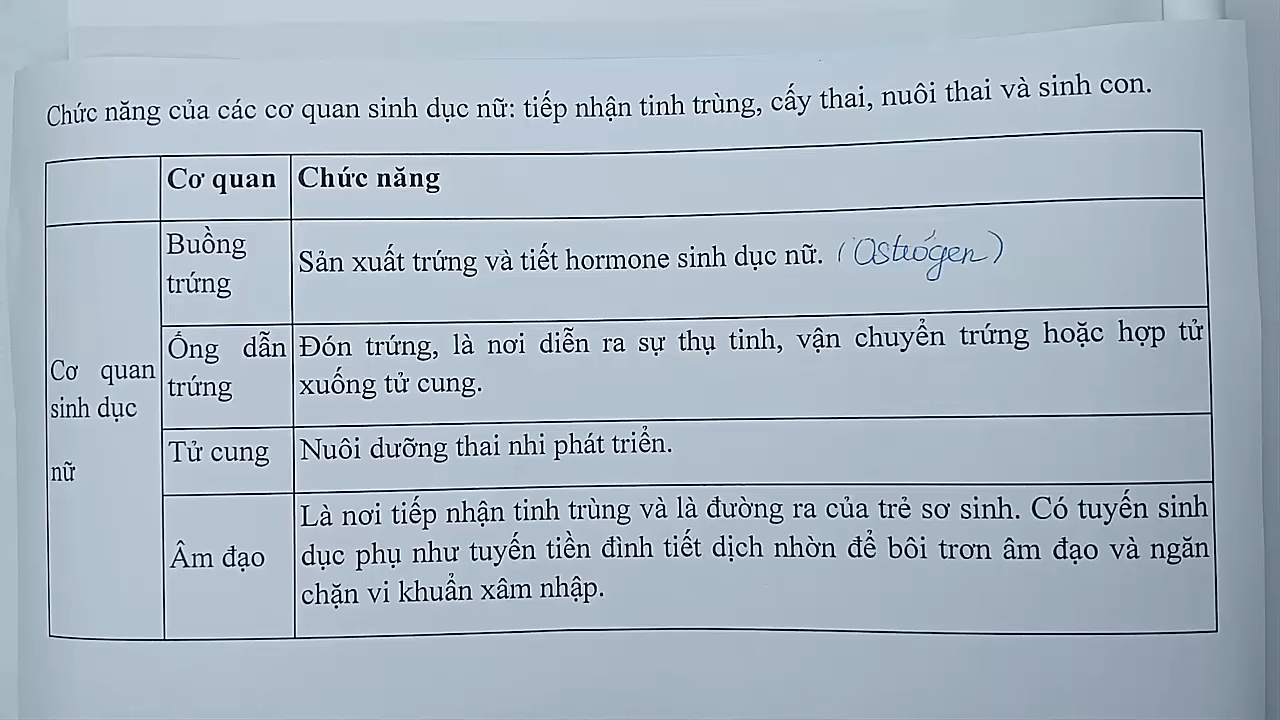 Chức năng của các cơ quan sinh dục nữ: tiếp nhận tinh trùng, cấy thai, nuôi thai và sinh con.
Cơ quan Chức năng
Buồng
trứng
Sản xuất trứng và tiết hormone sinh dục nữ. (Ostrógen)
Ống dẫn
trứng
Đón trứng, là nơi diễn ra sự thụ tinh, vận chuyển trứng hoặc hợp tử
xuống tử cung.
Cơ quan
sinh dục
nữ
Tử cung
Nuôi dưỡng thai nhi phát triển.
Âm đạo
Là nơi tiếp nhận tinh trùng và là đường ra của trẻ sơ sinh. Có tuyến sinh
dục phụ như tuyến tiền đình tiết dịch nhờn để bôi trơn âm đạo và ngăn
chặn vi khuẩn xâm nhập.